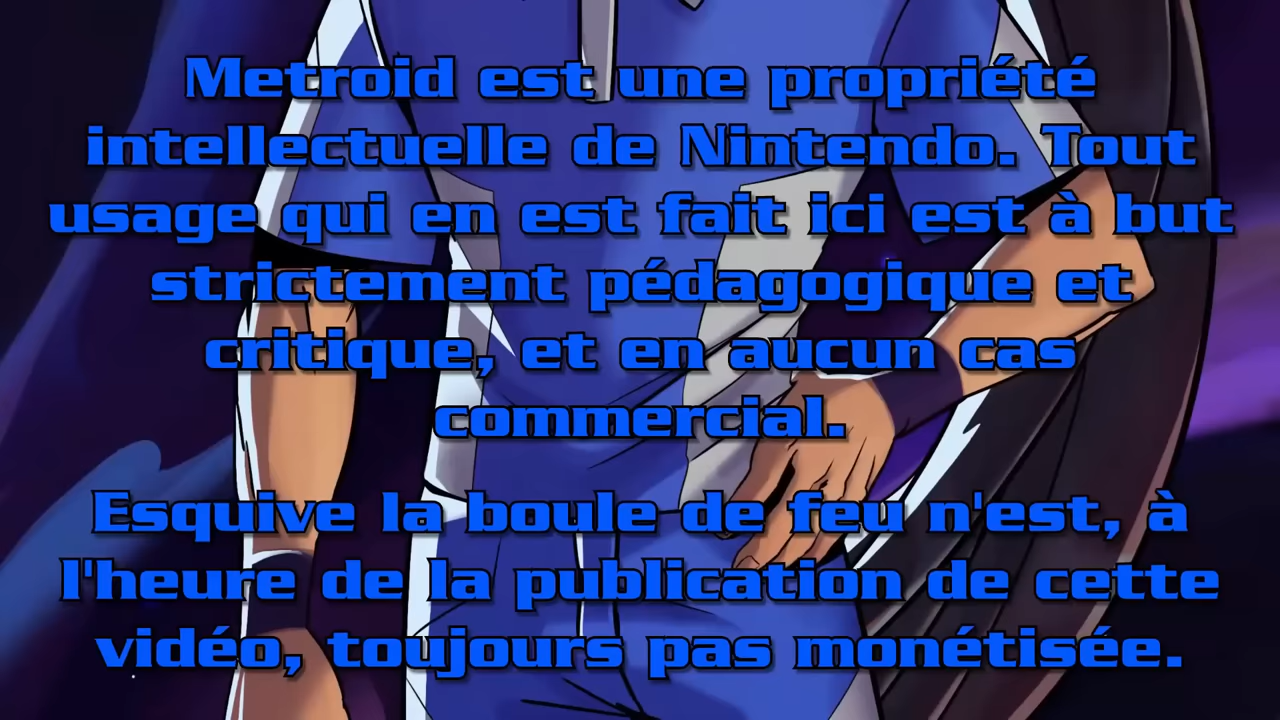 Metroid est une propriété
intellectuelle de Nintendo. Tout
usage qui en est fait ici est à but
strictement pédagogique et
critique, et en aucun cas
commercial.
Esquive la boule de feu n'est, à
l'heure de la publication de cette
vidéo, toujours pas monétisée.